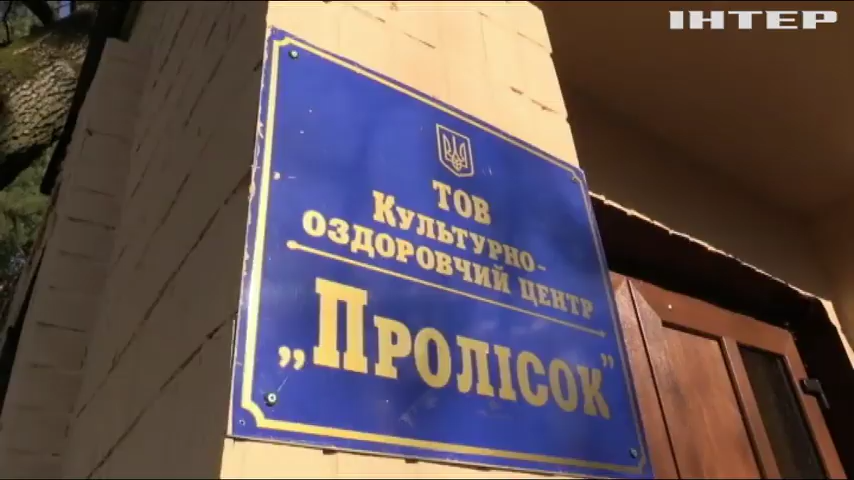 ІНТЕР
ТОВ
Культурно-
оздоровчий центр
„Пролісок”